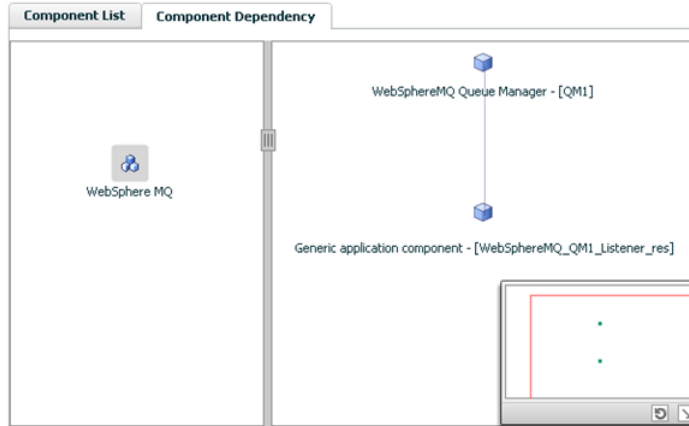 Component List
Component Dependency
WebSphereMQ Queue Manager - [QM1]
WebSphere MQ
Generic application component - [WebSphereMQ_QM1_Listener_res]